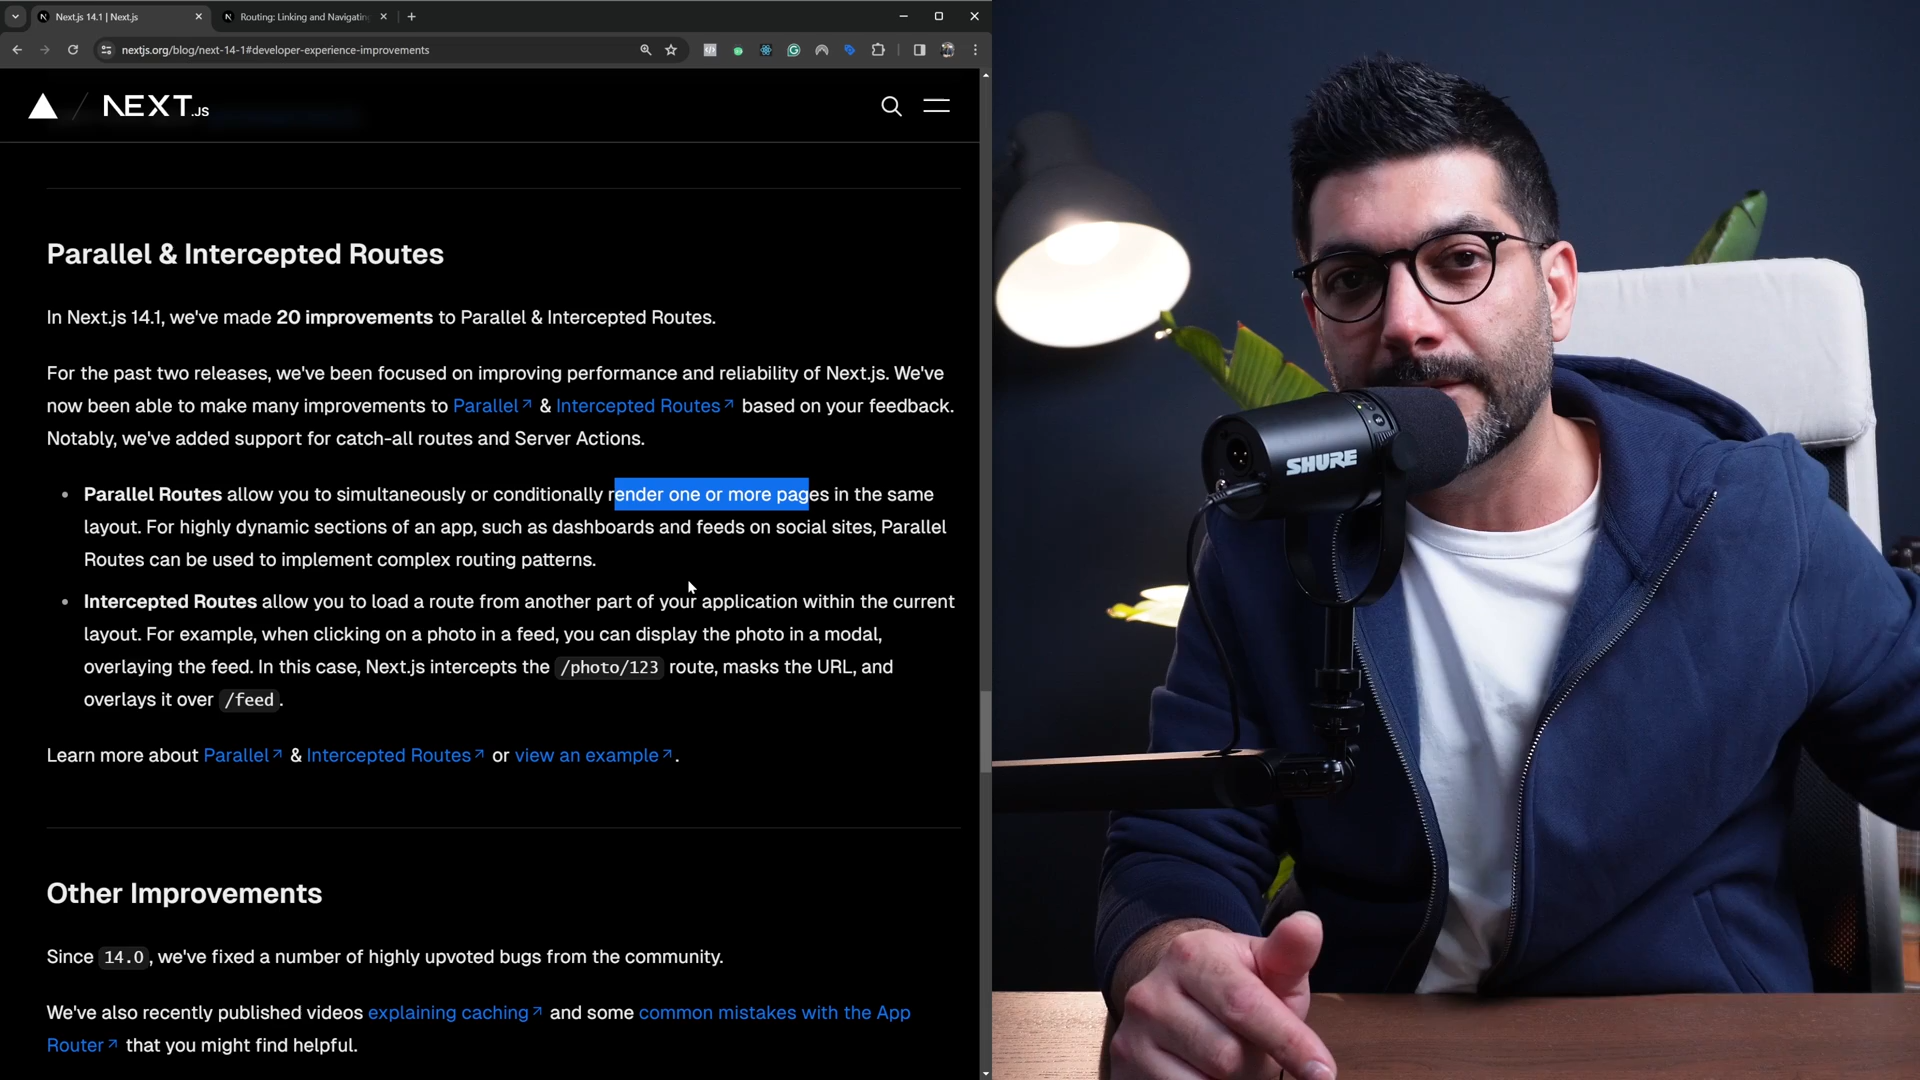 Next.js 14.1 | Next.js
Routing: Linking and Navigating
nextjs.org/blog/next-14-1#developer-experience-improvements
NEXT.JS
Parallel & Intercepted Routes
In Next.js 14.1, we've made 20 improvements to Parallel & Intercepted Routes.
For the past two releases, we've been focused on improving performance and reliability of Next.js. We've
now been able to make many improvements to Parallel↗ & Intercepted Routes↗ based on your feedback.
Notably, we've added support for catch-all routes and Server Actions.
• Parallel Routes allow you to simultaneously or conditionally render one or more pages in the same
layout. For highly dynamic sections of an app, such as dashboards and feeds on social sites, Parallel
Routes can be used to implement complex routing patterns.
• Intercepted Routes allow you to load a route from another part of your application within the current
layout. For example, when clicking on a photo in a feed, you can display the photo in a modal,
overlaying the feed. In this case, Next.js intercepts the /photo/123 route, masks the URL, and
overlays it over /feed.
Learn more about Parallel↗ & Intercepted Routes↗ or view an example↗.
Other Improvements
Since 14.0, we've fixed a number of highly upvoted bugs from the community.
We've also recently published videos explaining caching↗ and some common mistakes with the App
Router↗ that you might find helpful.
SHURE